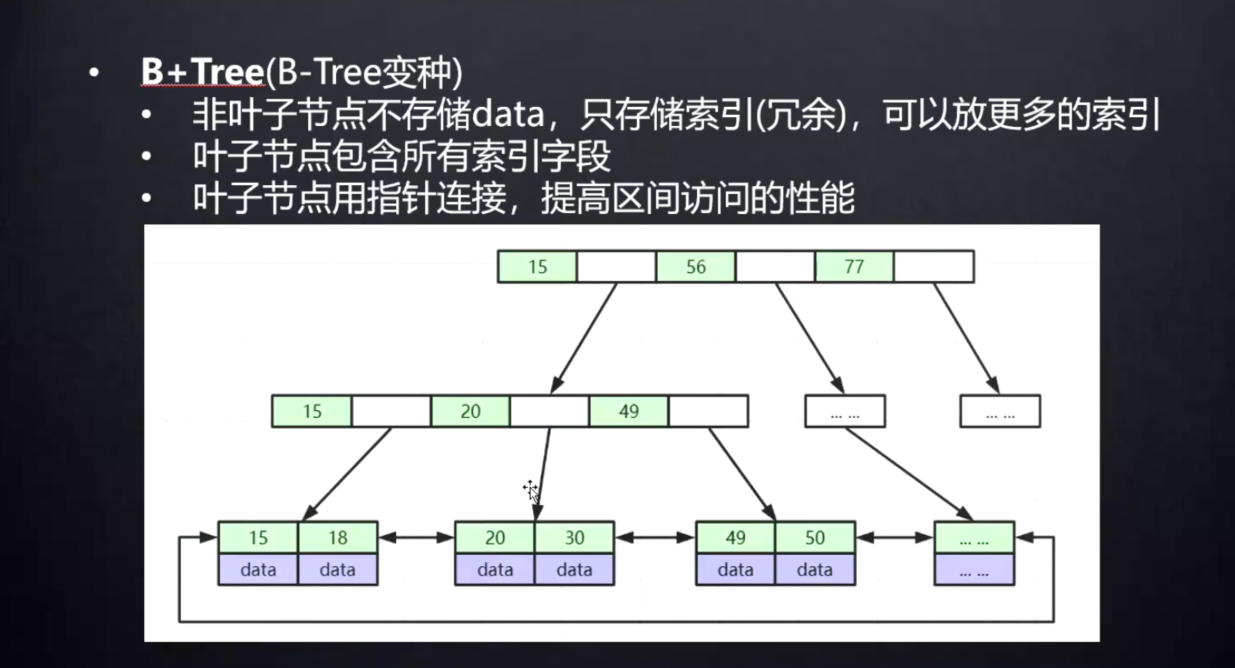 • B+Tree(B-Tree变种)
• 非叶子节点不存储data，只存储索引(冗余)，可以放更多的索引
• 叶子节点包含所有索引字段
• 叶子节点用指针连接，提高区间访问的性能
15 56 77
15 20 49 ... ... ... ...
15 18 20 30 49 50 ... ...
data data data data data data ... ...